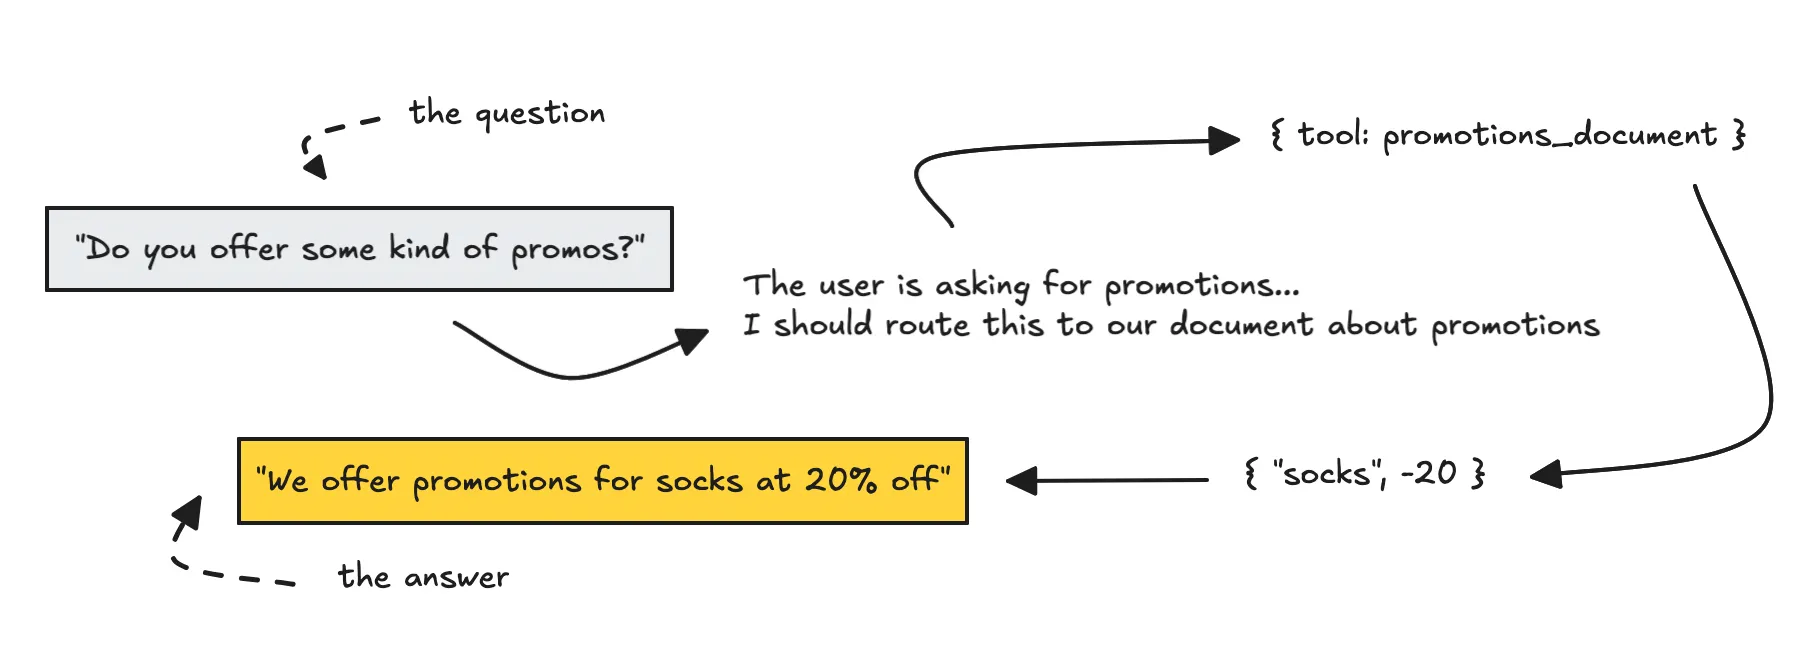 the question
{ tool: promotions_document }
"Do you offer some kind of promos?"
The user is asking for promotions...
I should route this to our document about promotions
"We offer promotions for socks at 20% off"
{ "socks", -20 }
the answer